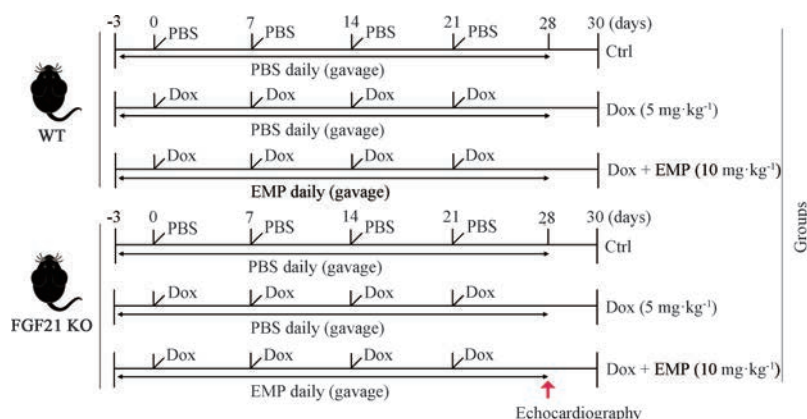 -3 0 7 14 21 28 30 (days)
PBS PBS PBS PBS
Ctrl
PBS daily (gavage)
Dox Dox Dox Dox
Dox (5 mg·kg⁻¹)
PBS daily (gavage)
WT
Dox Dox Dox Dox
Dox + EMP (10 mg·kg⁻¹)
EMP daily (gavage)
-3 0 7 14 21 28 30 (days)
PBS PBS PBS PBS
Ctrl
PBS daily (gavage)
Dox Dox Dox Dox
Dox (5 mg·kg⁻¹)
PBS daily (gavage)
FGF21 KO
Dox Dox Dox Dox
Dox + EMP (10 mg·kg⁻¹)
EMP daily (gavage)
Echocardiography
Groups